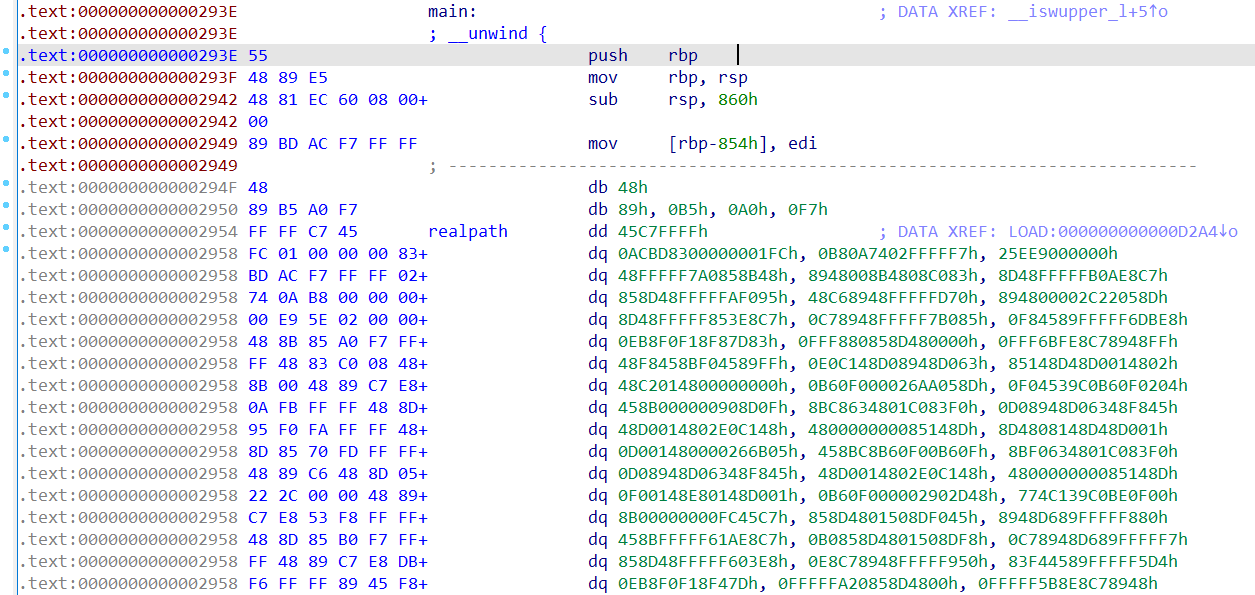 .text:000000000000293E main: ; DATA XREF: __iswupper_l+5↑o
.text:000000000000293E ; __unwind {
.text:000000000000293E 55 push rbp
.text:000000000000293F 48 89 E5 mov rbp, rsp
.text:0000000000002942 48 81 EC 60 08 00+ sub rsp, 860h
.text:0000000000002942 00
.text:0000000000002949 89 BD AC F7 FF FF mov [rbp-854h], edi
.text:0000000000002949 ; ---------------------------------------------------------------------------
.text:000000000000294F 48 db 48h
.text:0000000000002950 89 B5 A0 F7 db 89h, 0B5h, 0A0h, 0F7h
.text:0000000000002954 FF FF C7 45 realpath dd 45C7FFFFh ; DATA XREF: LOAD:000000000000D2A4↓o
.text:0000000000002958 FC 01 00 00 00 83+ dq 0ACBD8300000001FCh, 0B80A7402FFFFF7h, 25EE9000000h
.text:0000000000002958 BD AC F7 FF FF 02+ dq 48FFFFF7A0858B48h, 8948008B4808C083h, 8D48FFFFFB0AE8C7h
.text:0000000000002958 74 0A B8 00 00 00+ dq 858D48FFFFFAF095h, 48C68948FFFFFD70h, 894800002C22058Dh
.text:0000000000002958 00 E9 5E 02 00 00+ dq 8D48FFFFF853E8C7h, 0C78948FFFFF7B085h, 0F84589FFFFF6DBE8h
.text:0000000000002958 48 8B 85 A0 F7 FF+ dq 0EB8F0F18F87D83h, 0FFF880858D480000h, 0FFF6BFE8C78948FFh
.text:0000000000002958 FF 48 83 C0 08 48+ dq 48F8458BF04589FFh, 0E0C148D08948D063h, 85148D48D0014802h
.text:0000000000002958 8B 00 48 89 C7 E8+ dq 48C2014800000000h, 0B60F000026AA058Dh, 0F04539C0B60F0204h
.text:0000000000002958 0A FB FF FF 48 8D+ dq 458B000000908D0Fh, 8BC8634801C083F0h, 0D08948D06348F845h
.text:0000000000002958 95 F0 FA FF FF 48+ dq 48D0014802E0C148h, 480000000085148Dh, 8D4808148D48D001h
.text:0000000000002958 8D 85 70 FD FF FF+ dq 0D001480000266B05h, 458BC8B60F00B60Fh, 8BF0634801C083F0h
.text:0000000000002958 48 89 C6 48 8D 05+ dq 0D08948D06348F845h, 48D0014802E0C148h, 480000000085148Dh
.text:0000000000002958 22 2C 00 00 48 89+ dq 0F00148E80148D001h, 0B60F000002902D48h, 774C139C0BE0F00h
.text:0000000000002958 C7 E8 53 F8 FF FF+ dq 8B00000000FC45C7h, 858D4801508DF045h, 8948D689FFFFF880h
.text:0000000000002958 48 8D 85 B0 F7 FF+ dq 458BFFFFF61AE8C7h, 0B0858D4801508DF8h, 0C78948D689FFFFF7h
.text:0000000000002958 FF 48 89 C7 E8 DB+ dq 858D48FFFFF603E8h, 0E8C78948FFFFF950h, 83F44589FFFFF5D4h
.text:0000000000002958 F6 FF FF 89 45 F8+ dq 0EB8F0F18F47Dh, 0FFFFFA20858D4800h, 0FFFFF5B8E8C78948h